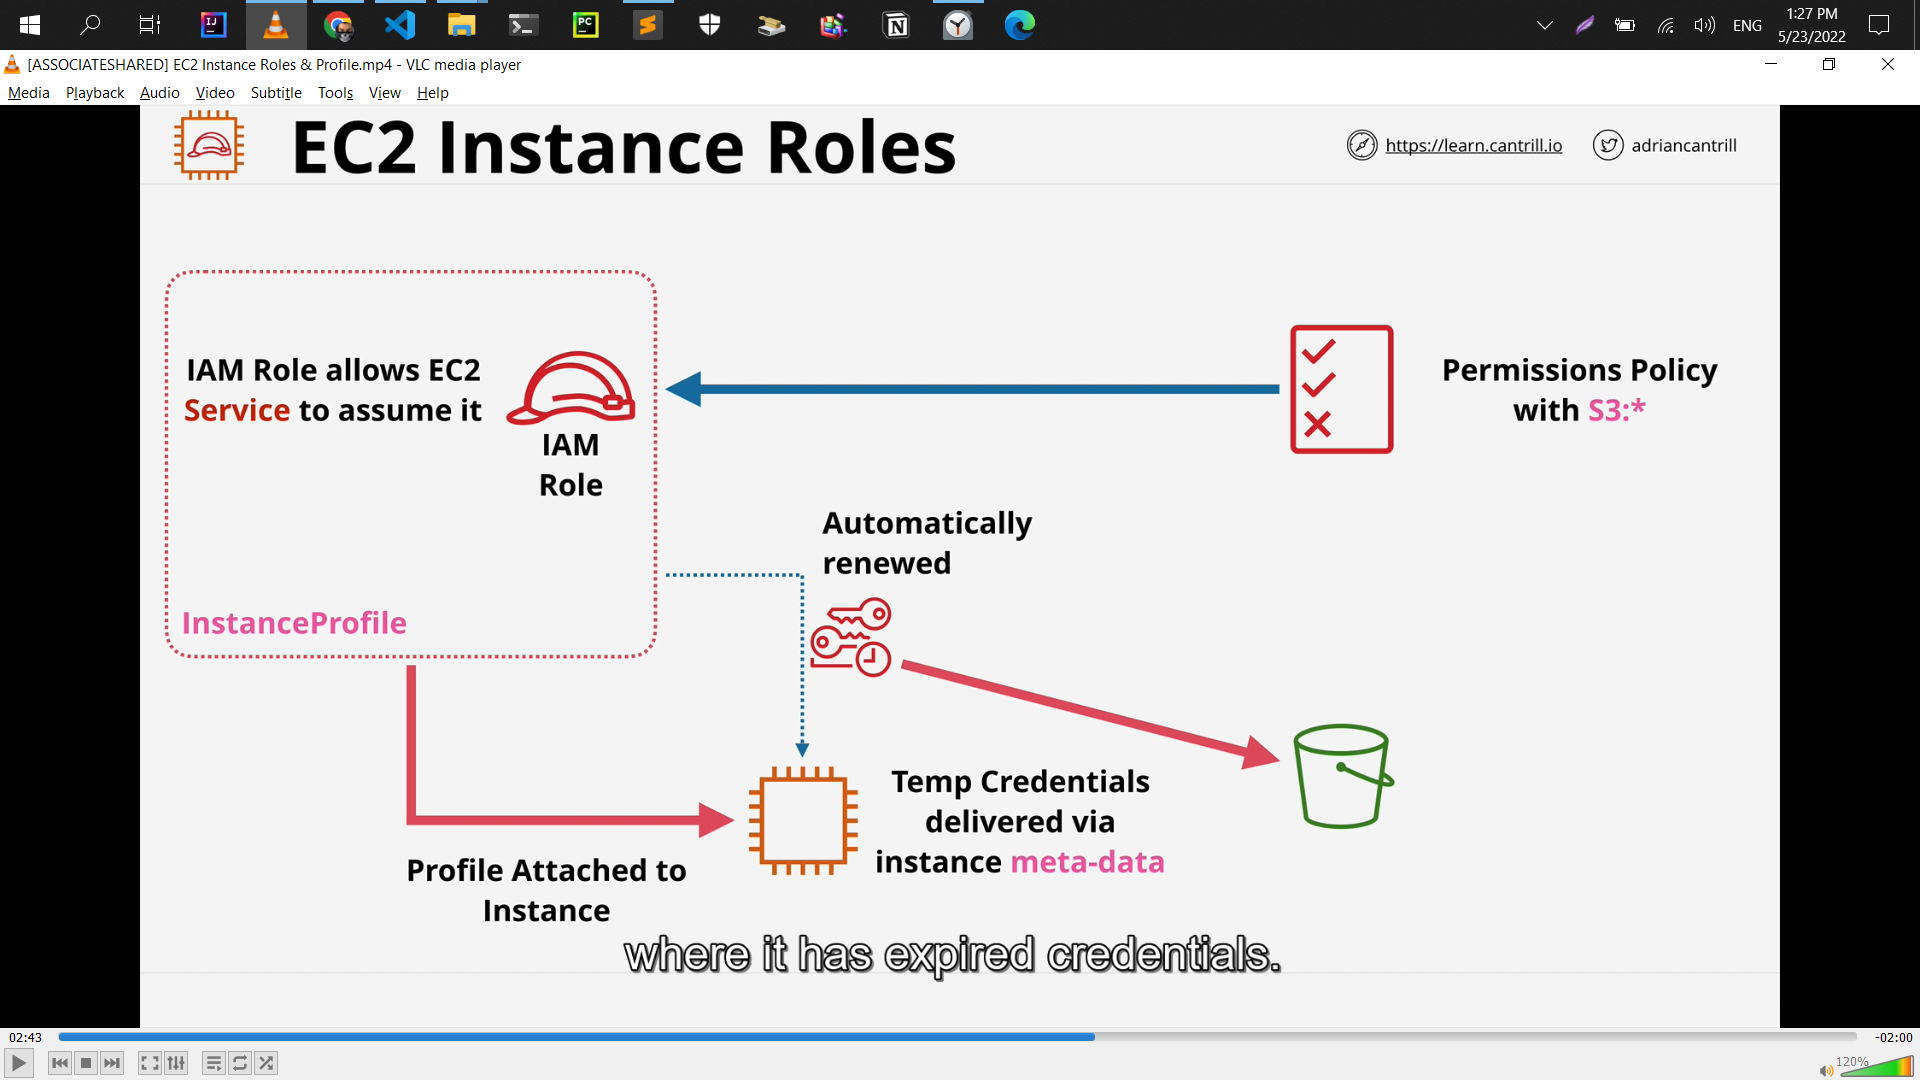 IJ
PC
N
ENG
1:27 PM
5/23/2022
[ASSOCIATESHARED] EC2 Instance Roles & Profile.mp4 - VLC media player
Media Playback Audio Video Subtitle Tools View Help
EC2 Instance Roles
https://learn.cantrill.io
adriancantrill
IAM Role allows EC2
Service to assume it
IAM
Role
Permissions Policy
with S3:*
Automatically
renewed
InstanceProfile
Temp Credentials
delivered via
instance meta-data
Profile Attached to
Instance
where it has expired credentials.
02:43
-02:00
120%